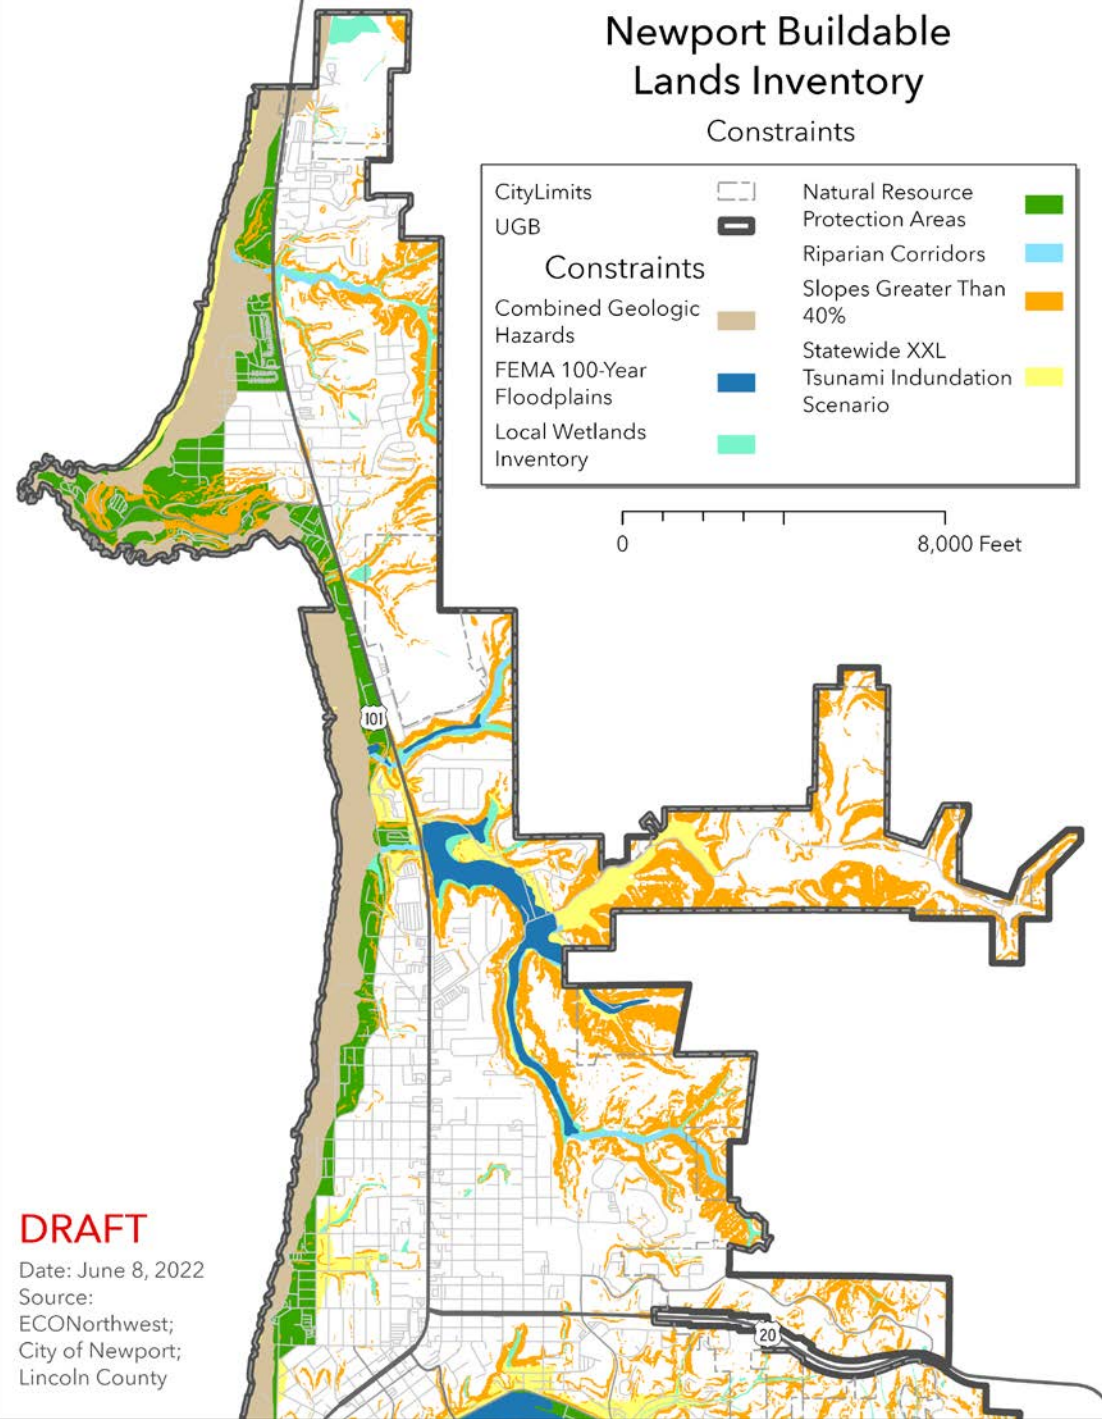 Newport Buildable
Lands Inventory
Constraints
CityLimits
UGB
Constraints
Combined Geologic
Hazards
FEMA 100-Year
Floodplains
Local Wetlands
Inventory
Natural Resource
Protection Areas
Riparian Corridors
Slopes Greater Than
40%
Statewide XXL
Tsunami Indundation
Scenario
0
8,000 Feet
101
20
DRAFT
Date: June 8, 2022
Source:
ECONorthwest;
City of Newport;
Lincoln County